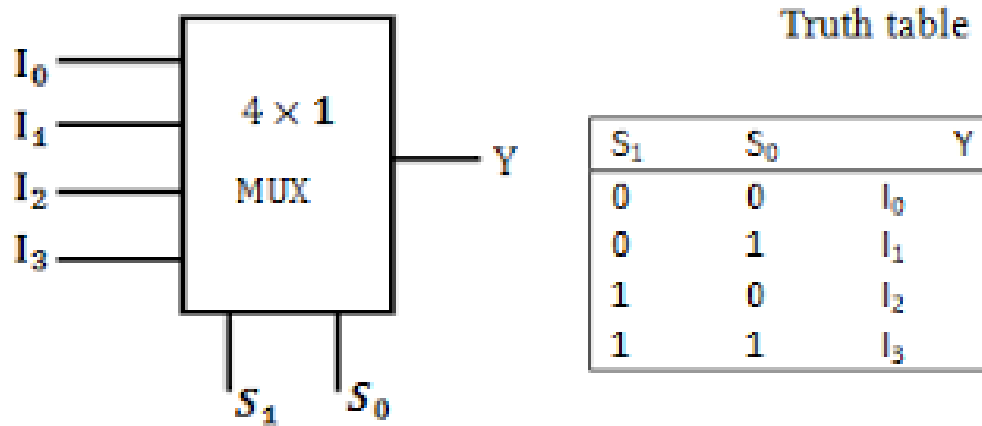 I₀
I₁
I₂
I₃
4 × 1
MUX
Y
S₁ S₀
Truth table
S₁ S₀ Y
0 0 I₀
0 1 I₁
1 0 I₂
1 1 I₃